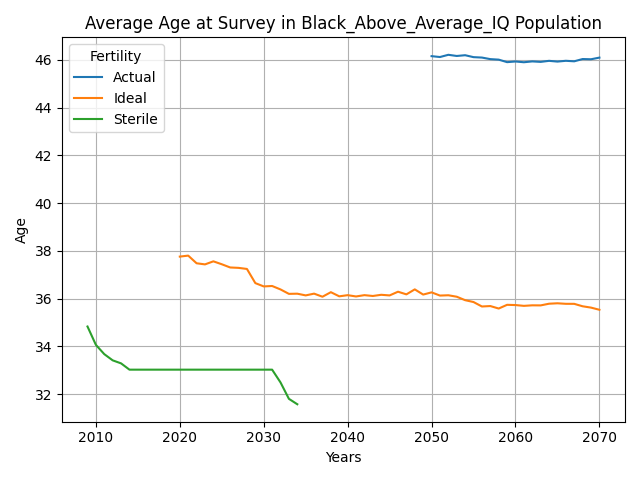 Average Age at Survey in Black_Above_Average_IQ Population
Fertility
Actual
Ideal
Sterile
46
44
42
40
38
36
34
32
Age
2010 2020 2030 2040 2050 2060 2070
Years